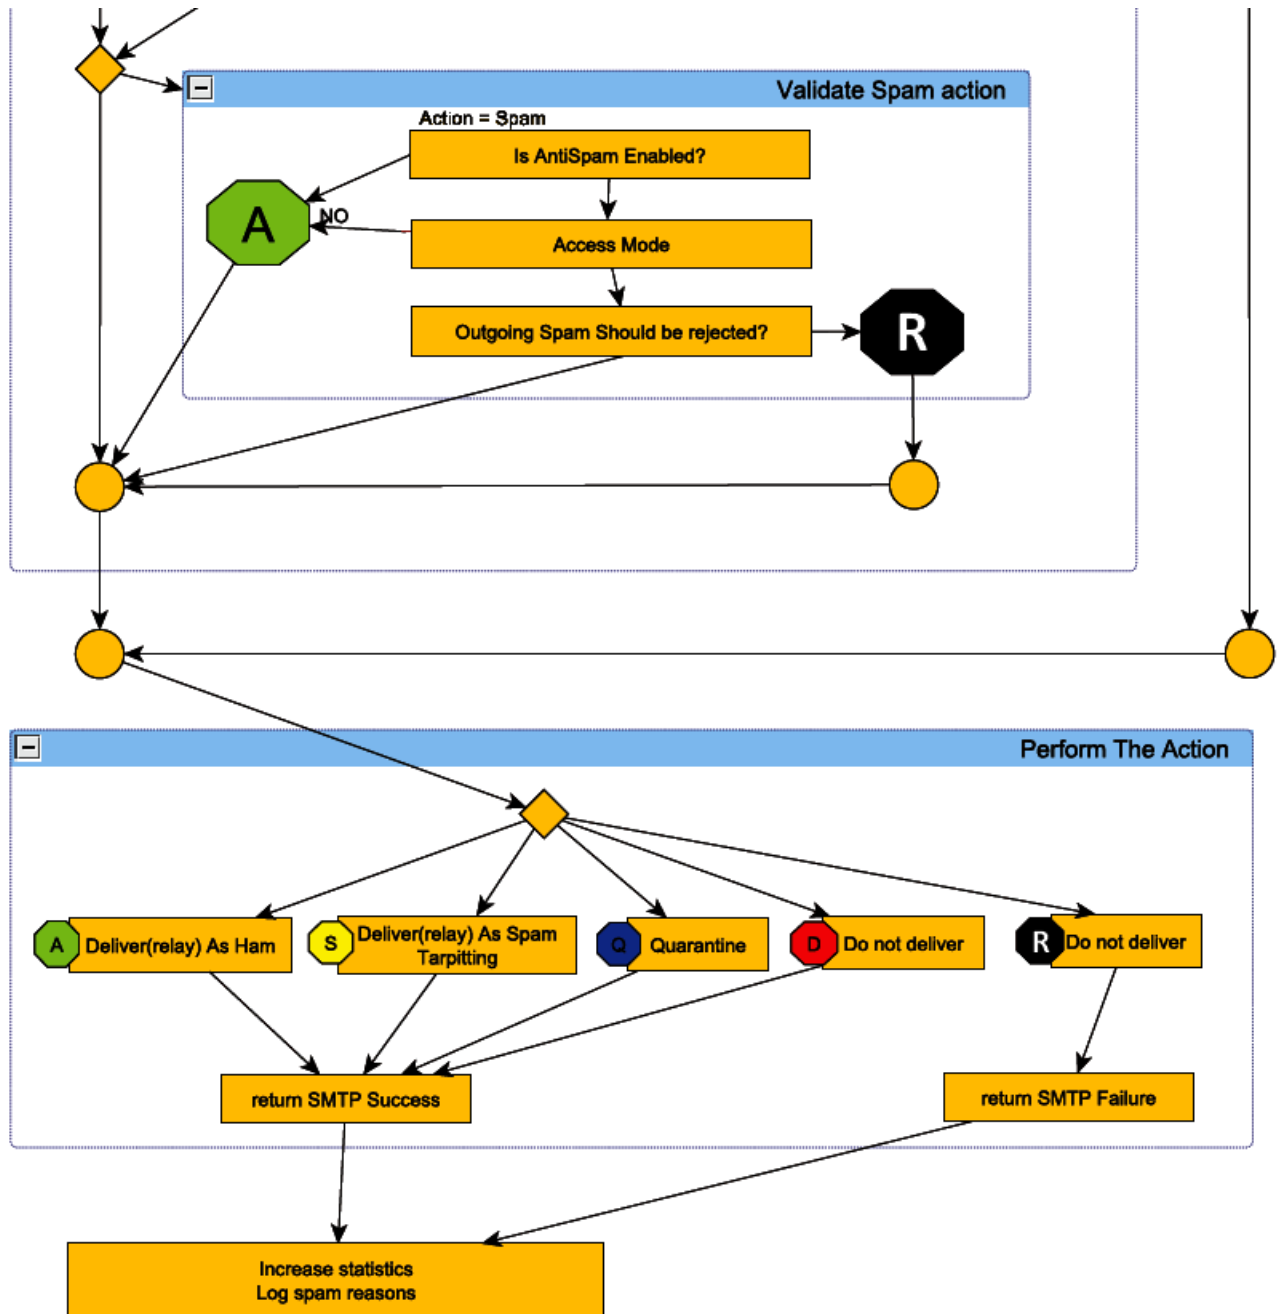 Validate Spam action
Action = Spam
Is AntiSpam Enabled?
A
NO
Access Mode
Outgoing Spam Should be rejected?
R
Perform The Action
A
Deliver(relay) As Ham
S
Deliver(relay) As Spam
Tarpitting
Q
Quarantine
D
Do not deliver
R
Do not deliver
return SMTP Success
return SMTP Failure
Increase statistics
Log spam reasons